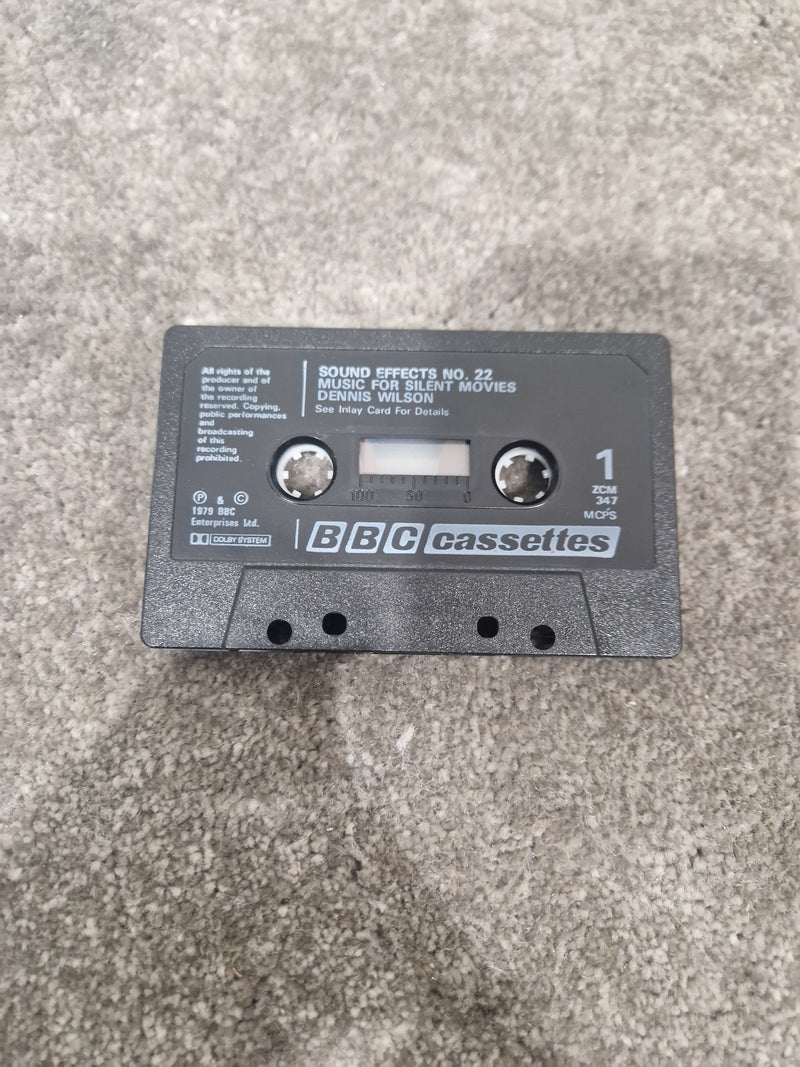 All rights of the
producer and of
the owner of
the recording
reserved. Copying,
public performances
and
broadcasting
of this
recording
prohibited.
SOUND EFFECTS NO. 22
MUSIC FOR SILENT MOVIES
DENNIS WILSON
See Inlay Card For Details
100 50 0
1
ZCM
347
MCPS
Ⓟ & ©
1979 BBC
Enterprises Ltd.
DOLBY SYSTEM
BBC cassettes